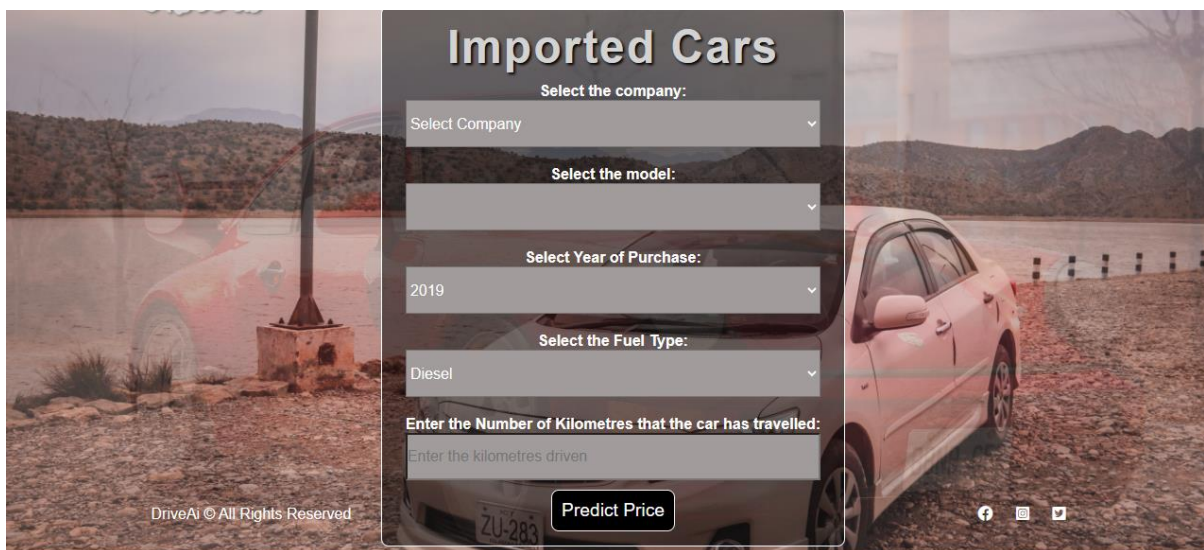 Imported Cars
Select the company:
Select Company
Select the model:
Select Year of Purchase:
2019
Select the Fuel Type:
Diesel
Enter the Number of Kilometres that the car has travelled:
Enter the kilometres driven
Predict Price
DriveAi © All Rights Reserved
ZU-283